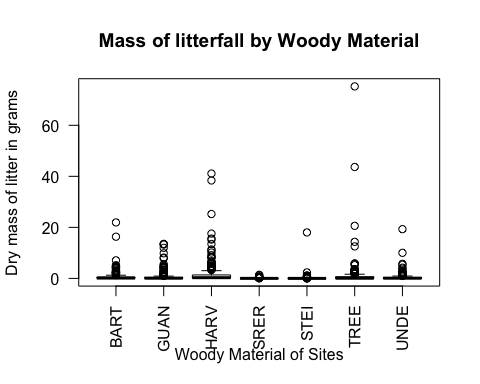 Mass of litterfall by Woody Material
Dry mass of litter in grams
60
40
20
0
BART GUAN HARV SRER STEI TREE UNDE
Woody Material of Sites